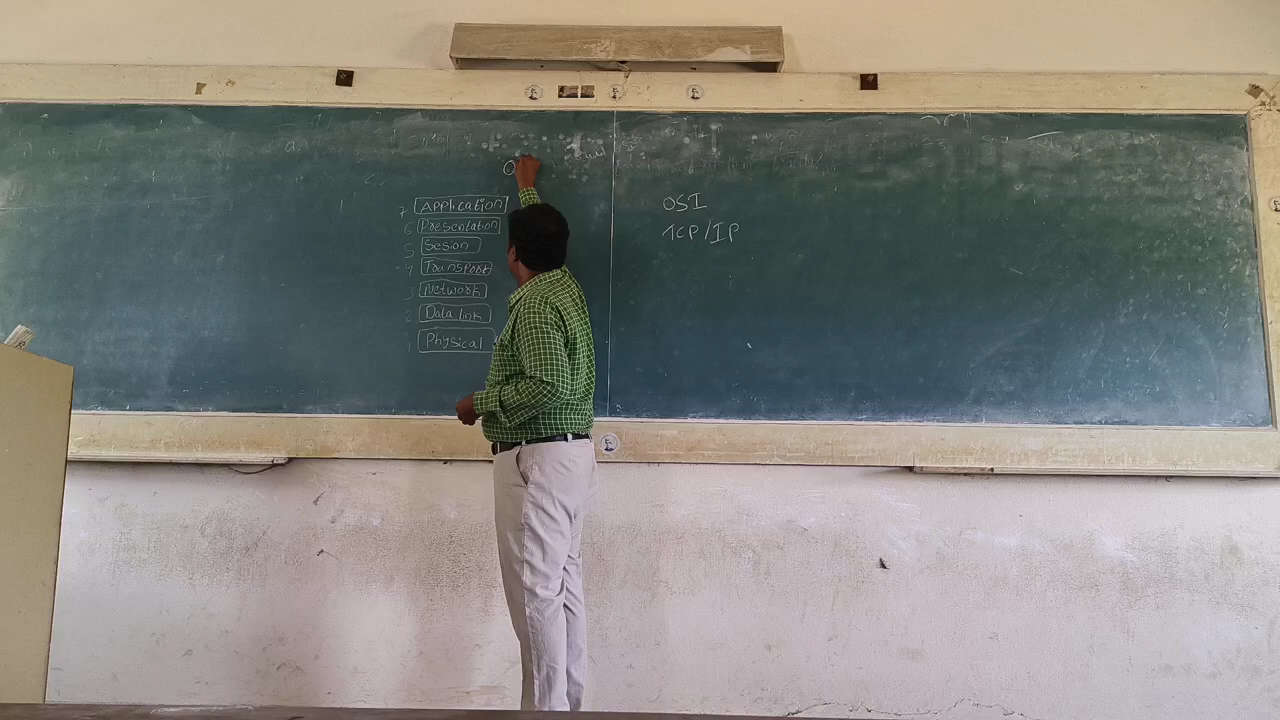 O
7 Application
6 Presentation
5 Sesion
4 Transport
3 Network
2 Data link
1 Physical
OSI
TCP/IP